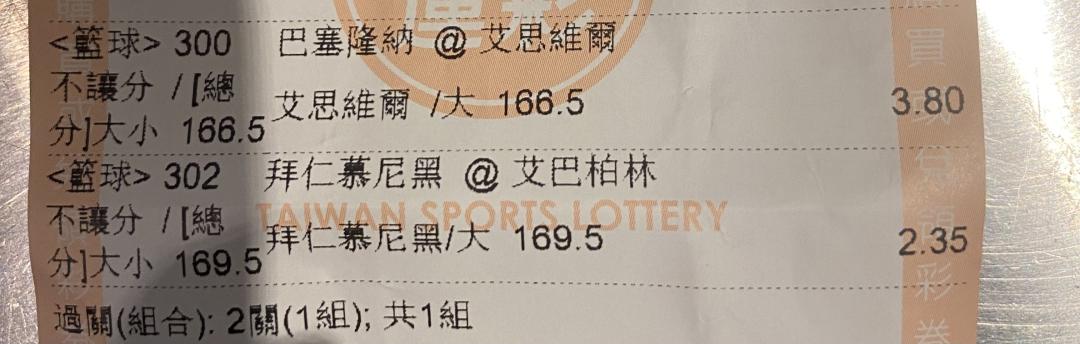 <籃球> 300 巴塞隆納 @ 艾思維爾
不讓分 / [總
分]大小 166.5 艾思維爾 /大 166.5 3.80
<籃球> 302 拜仁慕尼黑 @ 艾巴柏林
TAIWAN SPORTS LOTTERY
不讓分 / [總
分]大小 169.5 拜仁慕尼黑/大 169.5 2.35
過關(組合): 2關(1組); 共1組